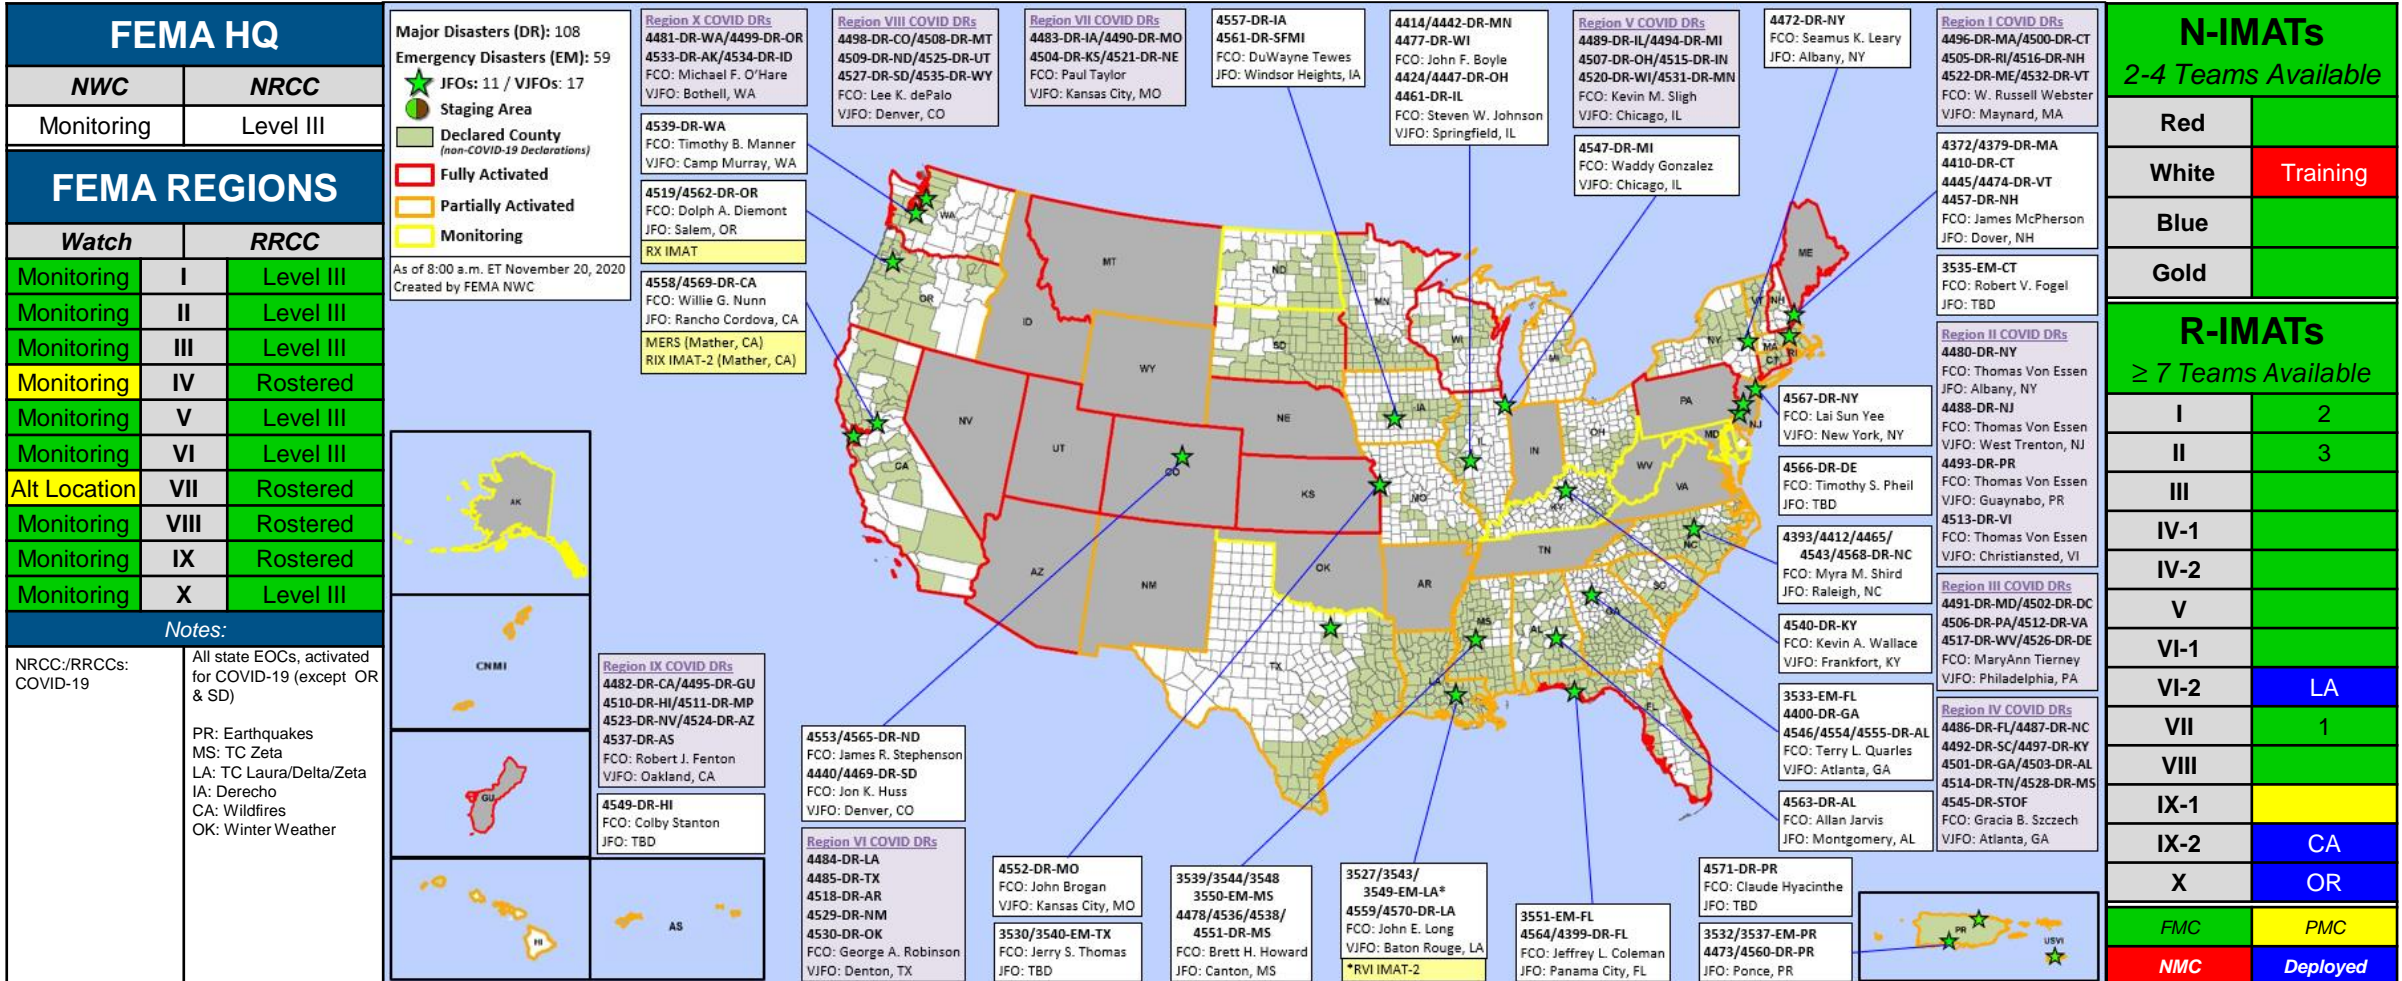 FEMA HQ
NWC NRCC
Monitoring Level III
FEMA REGIONS
Watch RRCC
Monitoring I Level III
Monitoring II Level III
Monitoring III Level III
Monitoring IV Rostered
Monitoring V Level III
Monitoring VI Level III
Alt Location VII Rostered
Monitoring VIII Rostered
Monitoring IX Rostered
Monitoring X Level III
Notes:
NRCC:/RRCCs:
COVID-19
All state EOCs, activated
for COVID-19 (except OR
& SD)
PR: Earthquakes
MS: TC Zeta
LA: TC Laura/Delta/Zeta
IA: Derecho
CA: Wildfires
OK: Winter Weather
Major Disasters (DR): 108
Emergency Disasters (EM): 59
JFOs: 11 / VJFOs: 17
Staging Area
Declared County
(non-COVID-19 Declarations)
Fully Activated
Partially Activated
Monitoring
As of 8:00 a.m. ET November 20, 2020
Created by FEMA NWC
Region X COVID DRs
4481-DR-WA/4499-DR-OR
4533-DR-AK/4534-DR-ID
FCO: Michael F. O'Hare
VJFO: Bothell, WA
4539-DR-WA
FCO: Timothy B. Manner
VJFO: Camp Murray, WA
4519/4562-DR-OR
FCO: Dolph A. Diemont
JFO: Salem, OR
RX IMAT
4558/4569-DR-CA
FCO: Willie G. Nunn
JFO: Rancho Cordova, CA
MERS (Mather, CA)
RIX IMAT-2 (Mather, CA)
Region VIII COVID DRs
4498-DR-CO/4508-DR-MT
4509-DR-ND/4525-DR-UT
4527-DR-SD/4535-DR-WY
FCO: Lee K. dePalo
VJFO: Denver, CO
Region VII COVID DRs
4483-DR-IA/4490-DR-MO
4504-DR-KS/4521-DR-NE
FCO: Paul Taylor
VJFO: Kansas City, MO
4557-DR-IA
4561-DR-SFMI
FCO: DuWayne Tewes
JFO: Windsor Heights, IA
4414/4442-DR-MN
4477-DR-WI
FCO: John F. Boyle
4424/4447-DR-OH
4461-DR-IL
FCO: Steven W. Johnson
VJFO: Springfield, IL
Region V COVID DRs
4489-DR-IL/4494-DR-MI
4507-DR-OH/4515-DR-IN
4520-DR-WI/4531-DR-MN
FCO: Kevin M. Sligh
VJFO: Chicago, IL
4547-DR-MI
FCO: Waddy Gonzalez
VJFO: Chicago, IL
4472-DR-NY
FCO: Seamus K. Leary
JFO: Albany, NY
Region I COVID DRs
4496-DR-MA/4500-DR-CT
4505-DR-RI/4516-DR-NH
4522-DR-ME/4532-DR-VT
FCO: W. Russell Webster
VJFO: Maynard, MA
4372/4379-DR-MA
4410-DR-CT
4445/4474-DR-VT
4457-DR-NH
FCO: James McPherson
JFO: Dover, NH
3535-EM-CT
FCO: Robert V. Fogel
JFO: TBD
Region II COVID DRs
4480-DR-NY
FCO: Thomas Von Essen
JFO: Albany, NY
4488-DR-NJ
FCO: Thomas Von Essen
VJFO: West Trenton, NJ
4493-DR-PR
FCO: Thomas Von Essen
VJFO: Guaynabo, PR
4513-DR-VI
FCO: Thomas Von Essen
VJFO: Christiansted, VI
Region III COVID DRs
4491-DR-MD/4502-DR-DC
4506-DR-PA/4512-DR-VA
4517-DR-WV/4526-DR-DE
FCO: MaryAnn Tierney
VJFO: Philadelphia, PA
Region IV COVID DRs
4486-DR-FL/4487-DR-NC
4492-DR-SC/4497-DR-KY
4501-DR-GA/4503-DR-AL
4514-DR-TN/4528-DR-MS
4545-DR-STOF
FCO: Gracia B. Szczech
VJFO: Atlanta, GA
4567-DR-NY
FCO: Lai Sun Yee
VJFO: New York, NY
4566-DR-DE
FCO: Timothy S. Pheil
JFO: TBD
4393/4412/4465/
4543/4568-DR-NC
FCO: Myra M. Shird
JFO: Raleigh, NC
4540-DR-KY
FCO: Kevin A. Wallace
VJFO: Frankfort, KY
3533-EM-FL
4400-DR-GA
4546/4554/4555-DR-AL
FCO: Terry L. Quarles
VJFO: Atlanta, GA
4563-DR-AL
FCO: Allan Jarvis
JFO: Montgomery, AL
Region IX COVID DRs
4482-DR-CA/4495-DR-GU
4510-DR-HI/4511-DR-MP
4523-DR-NV/4524-DR-AZ
4537-DR-AS
FCO: Robert J. Fenton
VJFO: Oakland, CA
4549-DR-HI
FCO: Colby Stanton
JFO: TBD
4553/4565-DR-ND
FCO: James R. Stephenson
4440/4469-DR-SD
FCO: Jon K. Huss
VJFO: Denver, CO
Region VI COVID DRs
4484-DR-LA
4485-DR-TX
4518-DR-AR
4529-DR-NM
4530-DR-OK
FCO: George A. Robinson
VJFO: Denton, TX
4552-DR-MO
FCO: John Brogan
VJFO: Kansas City, MO
3530/3540-EM-TX
FCO: Jerry S. Thomas
JFO: TBD
3539/3544/3548
3550-EM-MS
4478/4536/4538/
4551-DR-MS
FCO: Brett H. Howard
JFO: Canton, MS
3527/3543/
3549-EM-LA*
4559/4570-DR-LA
FCO: John E. Long
VJFO: Baton Rouge, LA
*RVI IMAT-2
3551-EM-FL
4564/4399-DR-FL
FCO: Jeffrey L. Coleman
JFO: Panama City, FL
4571-DR-PR
FCO: Claude Hyacinthe
JFO: TBD
3532/3537-EM-PR
4473/4560-DR-PR
JFO: Ponce, PR
WA
OR
CA
NV
ID
MT
WY
UT
CO
AZ
NM
ND
SD
NE
KS
OK
TX
MN
IA
MO
AR
LA
WI
IL
MI
IN
OH
KY
TN
MS
AL
GA
FL
SC
NC
VA
WV
MD
PA
NJ
NY
CT
RI
MA
VT
NH
ME
AK
CNMI
GU
HI
AS
PR
USVI
N-IMATs
2-4 Teams Available
Red
White Training
Blue
Gold
R-IMATs
≥ 7 Teams Available
I 2
II 3
III
IV-1
IV-2
V
VI-1
VI-2 LA
VII 1
VIII
IX-1
IX-2 CA
X OR
FMC PMC
NMC Deployed